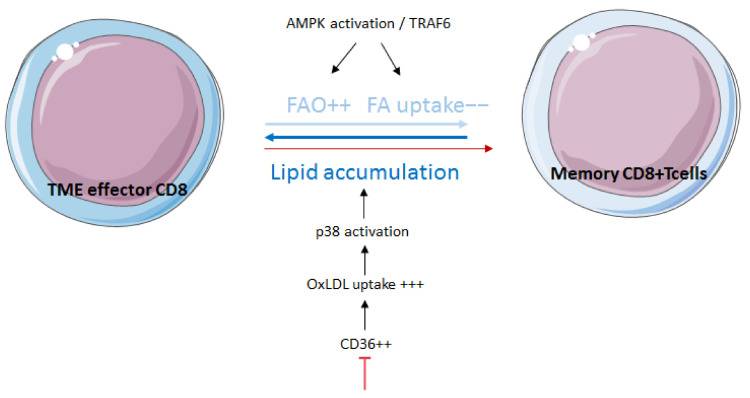 AMPK activation / TRAF6
FAO++ FA uptake−−
Lipid accumulation
TME effector CD8
Memory CD8+Tcells
p38 activation
OxLDL uptake +++
CD36++